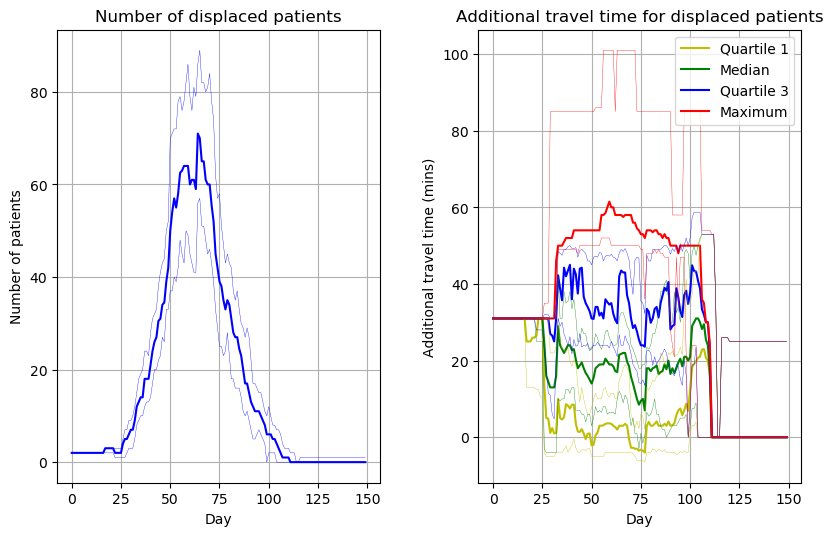 Number of displaced patients
Number of patients
80
60
40
20
0
0 25 50 75 100 125 150
Day
Additional travel time for displaced patients
Additional travel time (mins)
100
80
60
40
20
0
0 25 50 75 100 125 150
Day
Quartile 1
Median
Quartile 3
Maximum